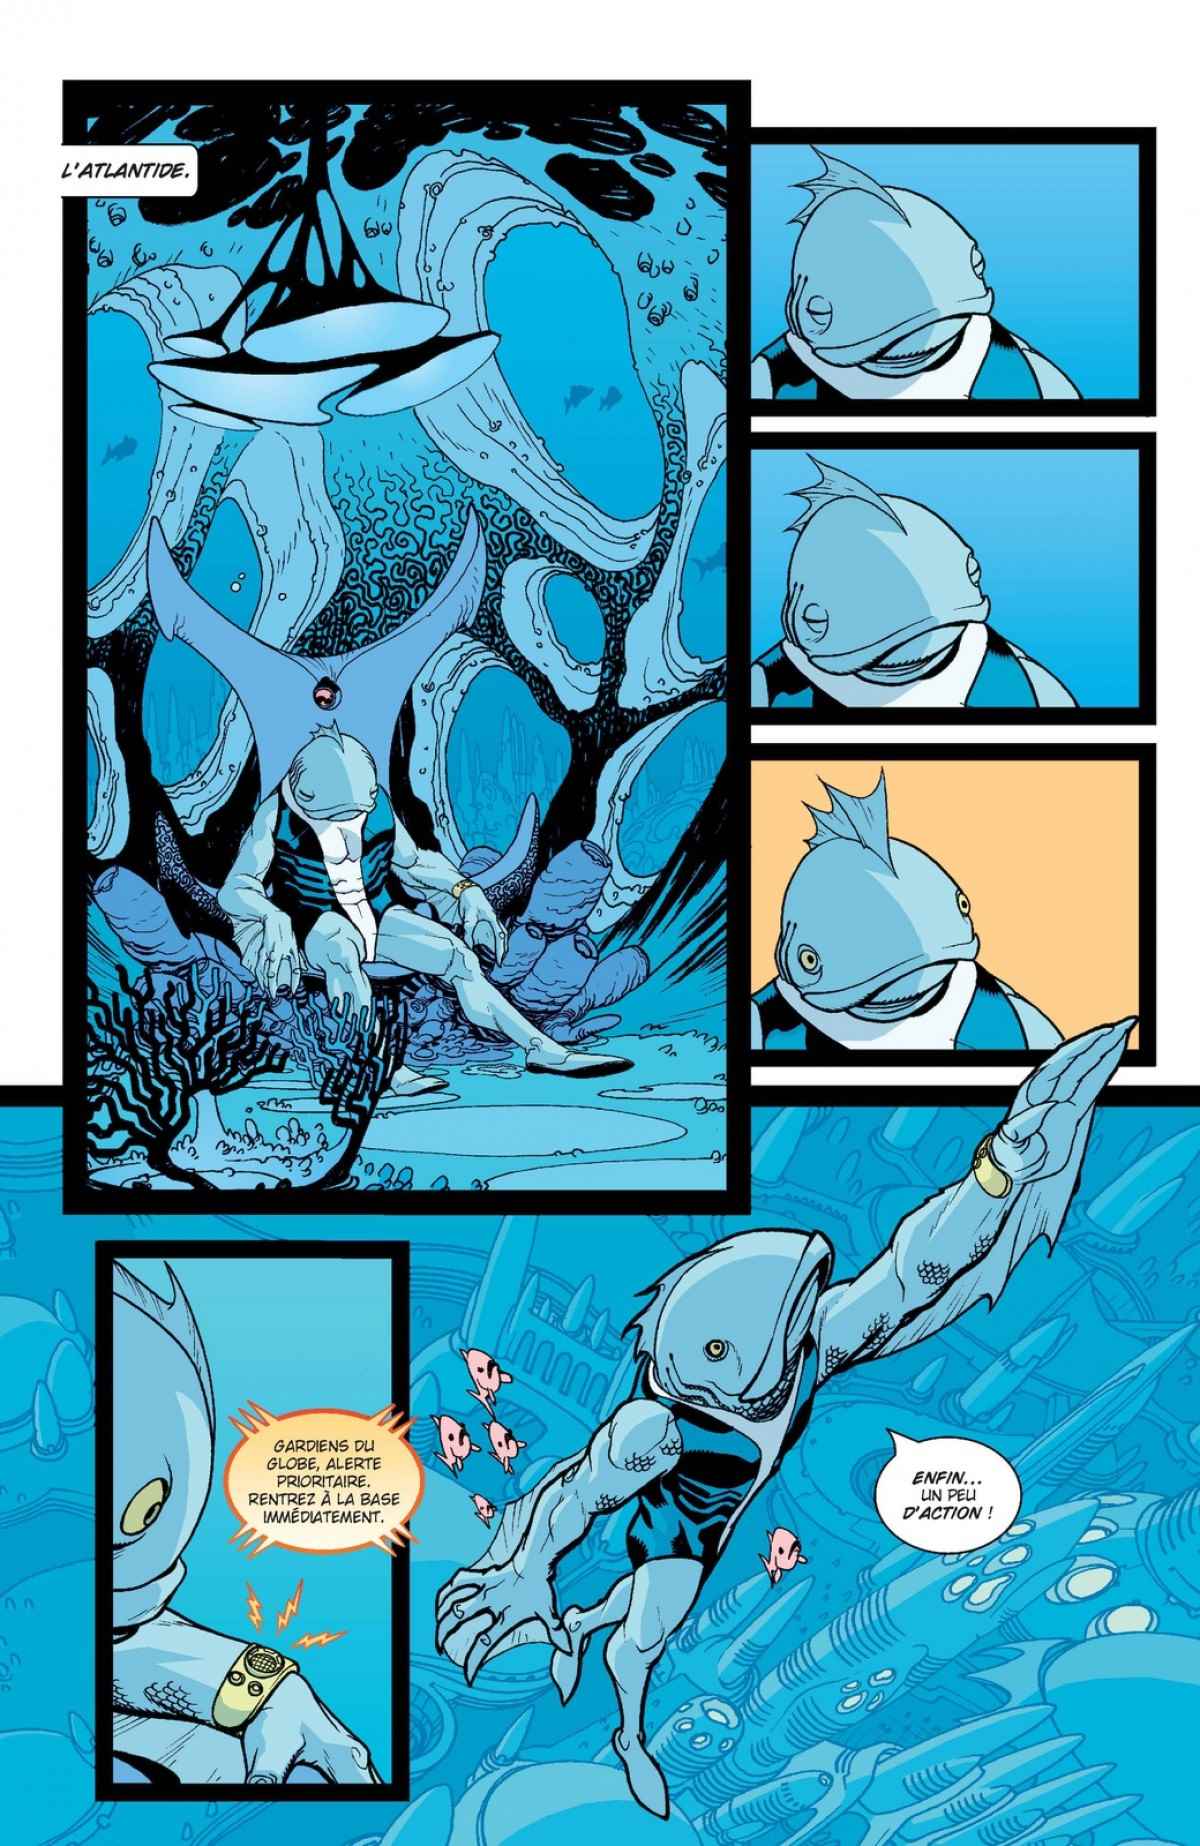 L'ATLANTIDE.
GARDIENS DU
GLOBE, ALERTE
PRIORITAIRE.
RENTREZ À LA BASE
IMMÉDIATEMENT.
ENFIN...
UN PEU
D'ACTION !